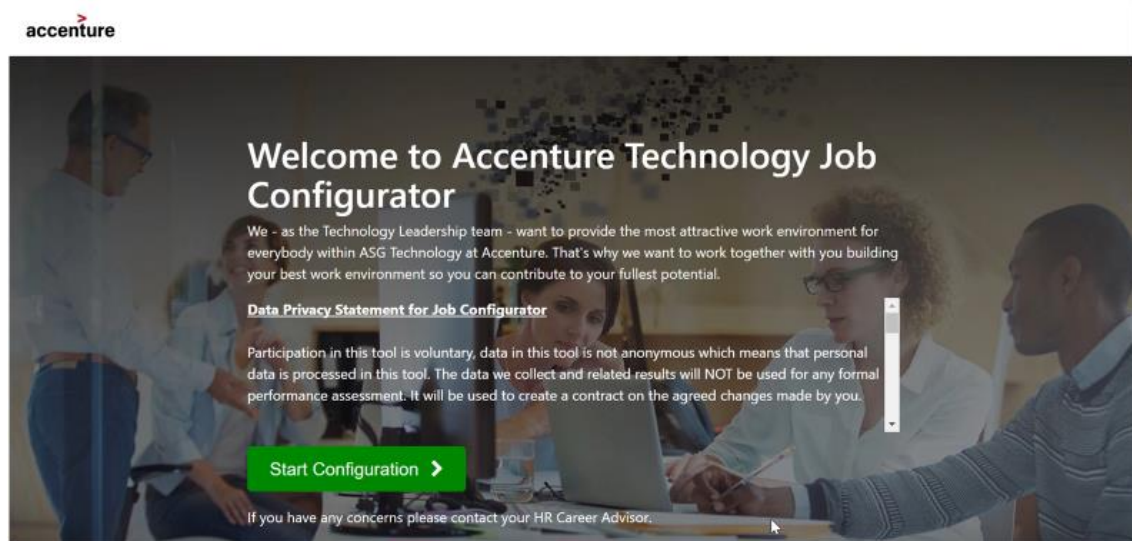 accenture
Welcome to Accenture Technology Job
Configurator
We - as the Technology Leadership team - want to provide the most attractive work environment for
everybody within ASG Technology at Accenture. That's why we want to work together with you building
your best work environment so you can contribute to your fullest potential.
Data Privacy Statement for Job Configurator
Participation in this tool is voluntary, data in this tool is not anonymous which means that personal
data is processed in this tool. The data we collect and related results will NOT be used for any formal
performance assessment. It will be used to create a contract on the agreed changes made by you.
Start Configuration
If you have any concerns please contact your HR Career Advisor.